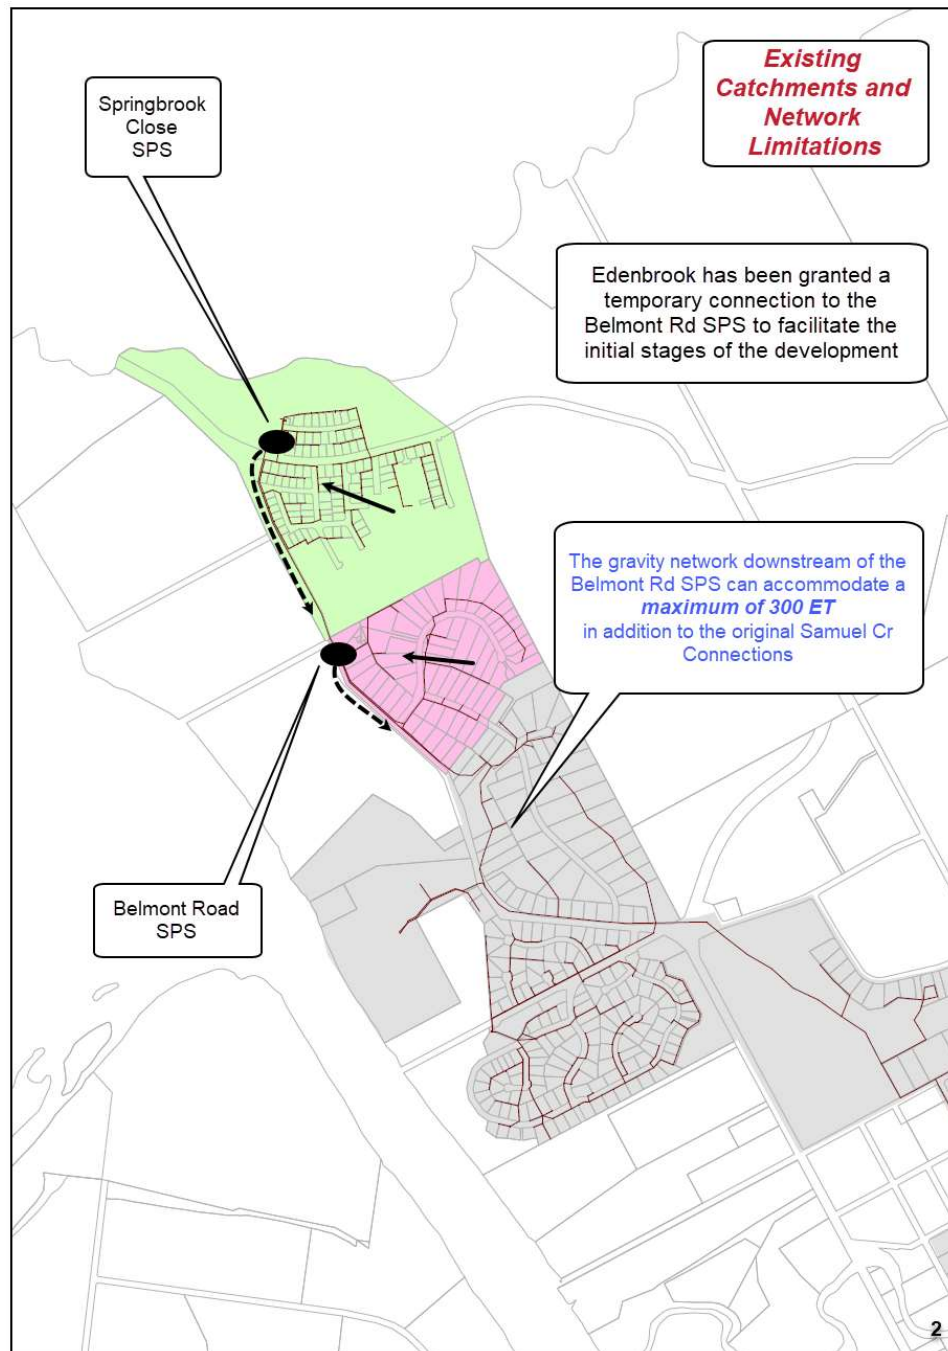 Existing
Catchments and
Network
Limitations
Springbrook
Close
SPS
Edenbrook has been granted a
temporary connection to the
Belmont Rd SPS to facilitate the
initial stages of the development
The gravity network downstream of the
Belmont Rd SPS can accommodate a
maximum of 300 ET
in addition to the original Samuel Cr
Connections
Belmont Road
SPS
2